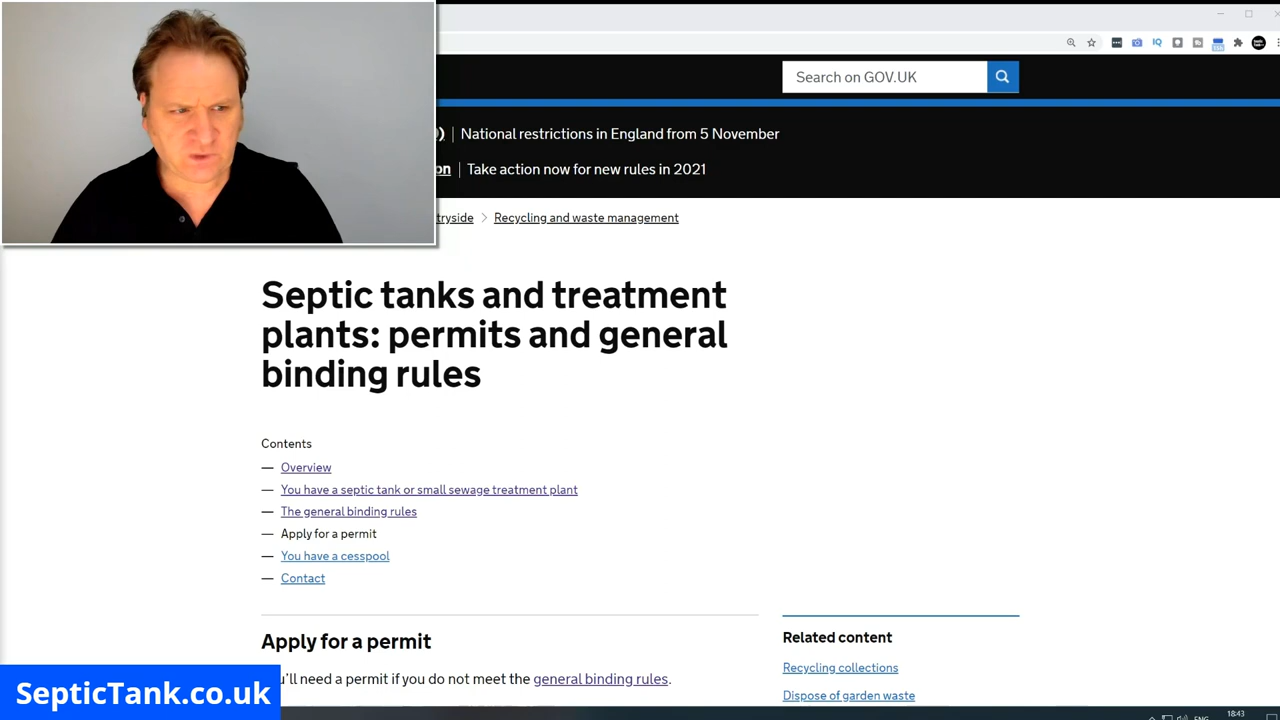 Search on GOV.UK
) National restrictions in England from 5 November
on Take action now for new rules in 2021
tryside Recycling and waste management
Septic tanks and treatment
plants: permits and general
binding rules
Contents
— Overview
— You have a septic tank or small sewage treatment plant
— The general binding rules
— Apply for a permit
— You have a cesspool
— Contact
Apply for a permit
Related content
Recycling collections
'll need a permit if you do not meet the general binding rules.
Dispose of garden waste
SepticTank.co.uk
18:43